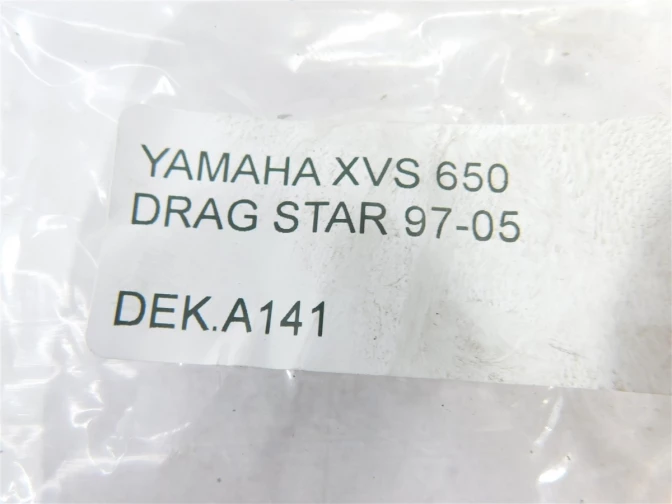 YAMAHA XVS 650
DRAG STAR 97-05
DEK.A141